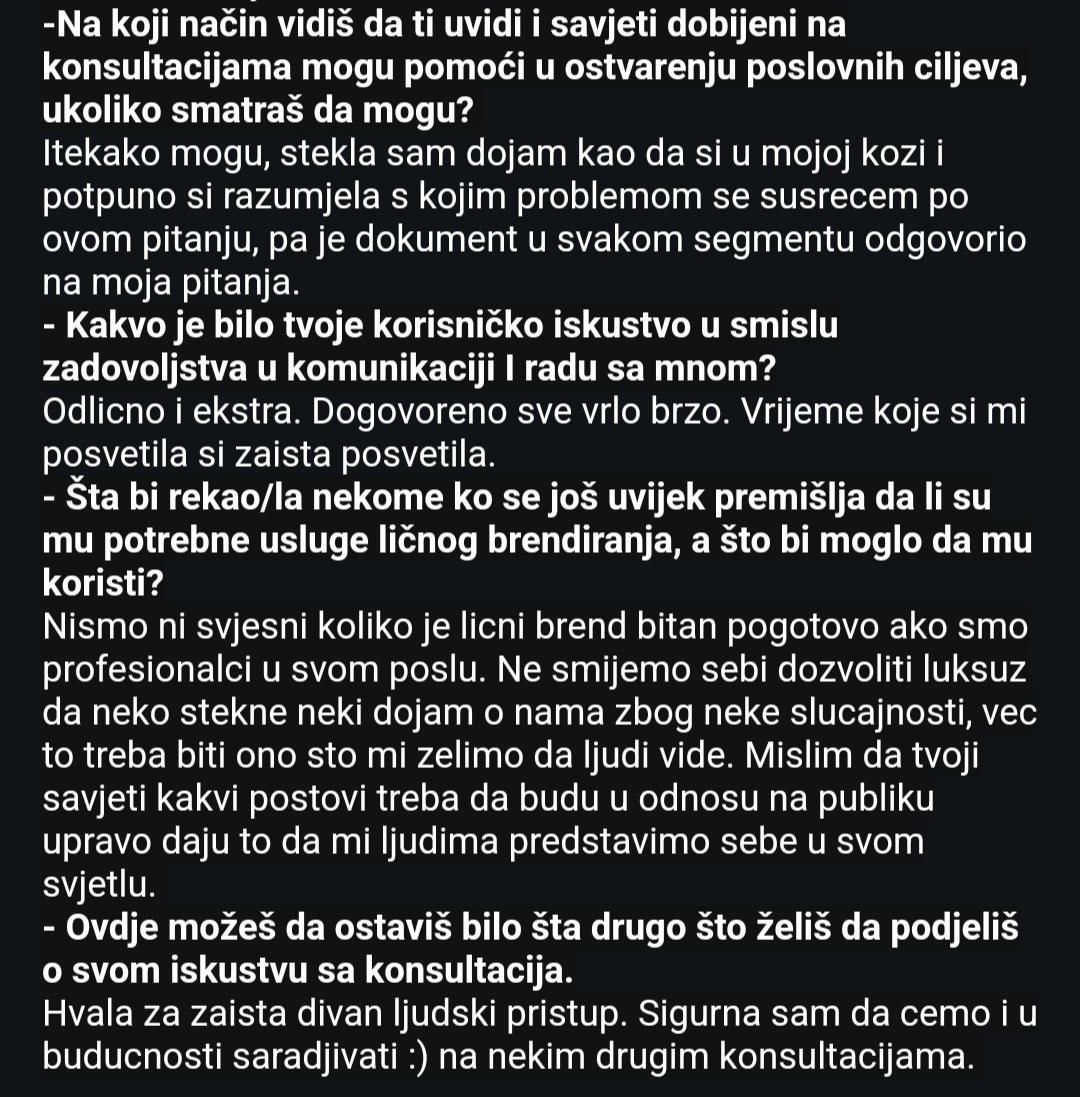 -Na koji način vidiš da ti uvidi i savjeti dobijeni na
konsultacijama mogu pomoći u ostvarenju poslovnih ciljeva,
ukoliko smatraš da mogu?
Itekako mogu, stekla sam dojam kao da si u mojoj kozi i
potpuno si razumjela s kojim problemom se susrecem po
ovom pitanju, pa je dokument u svakom segmentu odgovorio
na moja pitanja.
- Kakvo je bilo tvoje korisničko iskustvo u smislu
zadovoljstva u komunikaciji I radu sa mnom?
Odlicno i ekstra. Dogovoreno sve vrlo brzo. Vrijeme koje si mi
posvetila si zaista posvetila.
- Šta bi rekao/la nekome ko se još uvijek premišlja da li su
mu potrebne usluge ličnog brendiranja, a što bi moglo da mu
koristi?
Nismo ni svjesni koliko je licni brend bitan pogotovo ako smo
profesionalci u svom poslu. Ne smijemo sebi dozvoliti luksuz
da neko stekne neki dojam o nama zbog neke slucajnosti, vec
to treba biti ono sto mi zelimo da ljudi vide. Mislim da tvoji
savjeti kakvi postovi treba da budu u odnosu na publiku
upravo daju to da mi ljudima predstavimo sebe u svom
svjetlu.
- Ovdje možeš da ostaviš bilo šta drugo što želiš da podjeliš
o svom iskustvu sa konsultacija.
Hvala za zaista divan ljudski pristup. Sigurna sam da cemo i u
buducnosti saradjivati :) na nekim drugim konsultacijama.